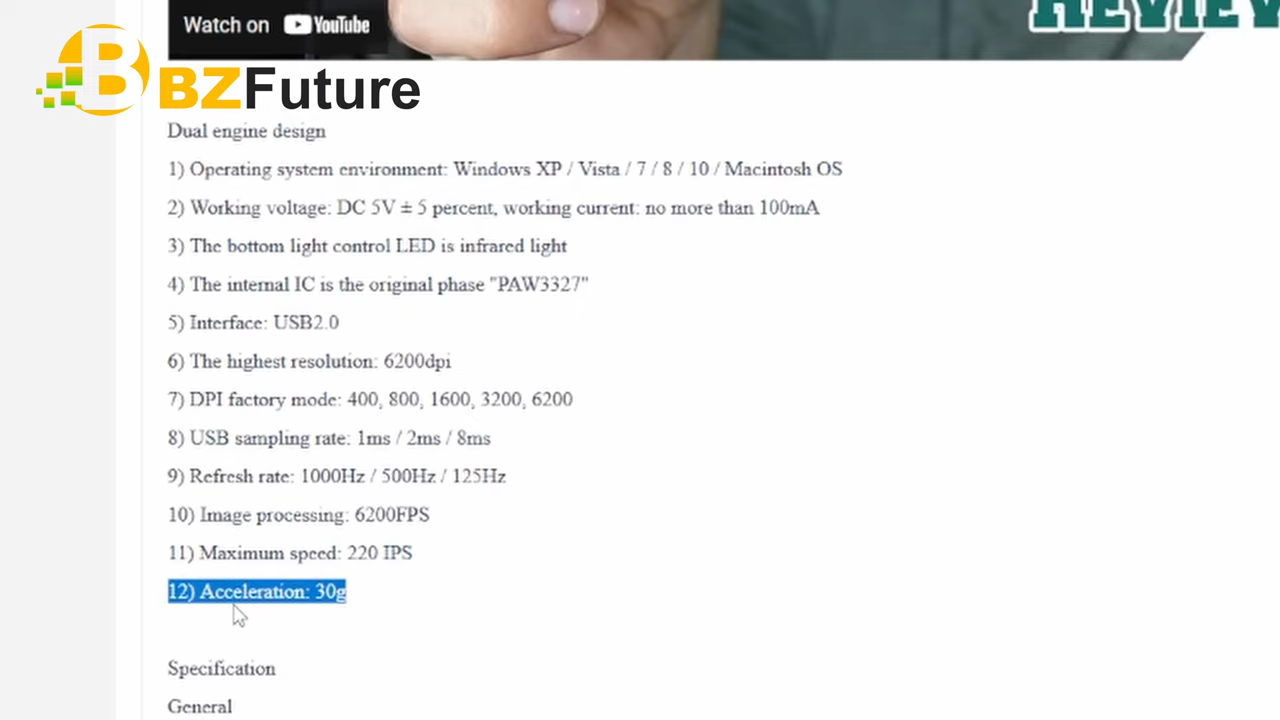 Watch on YouTube
REVIEW
BZFuture
Dual engine design
1) Operating system environment: Windows XP / Vista / 7 / 8 / 10 / Macintosh OS
2) Working voltage: DC 5V ± 5 percent, working current: no more than 100mA
3) The bottom light control LED is infrared light
4) The internal IC is the original phase "PAW3327"
5) Interface: USB2.0
6) The highest resolution: 6200dpi
7) DPI factory mode: 400, 800, 1600, 3200, 6200
8) USB sampling rate: 1ms / 2ms / 8ms
9) Refresh rate: 1000Hz / 500Hz / 125Hz
10) Image processing: 6200FPS
11) Maximum speed: 220 IPS
12) Acceleration: 30g
Specification
General